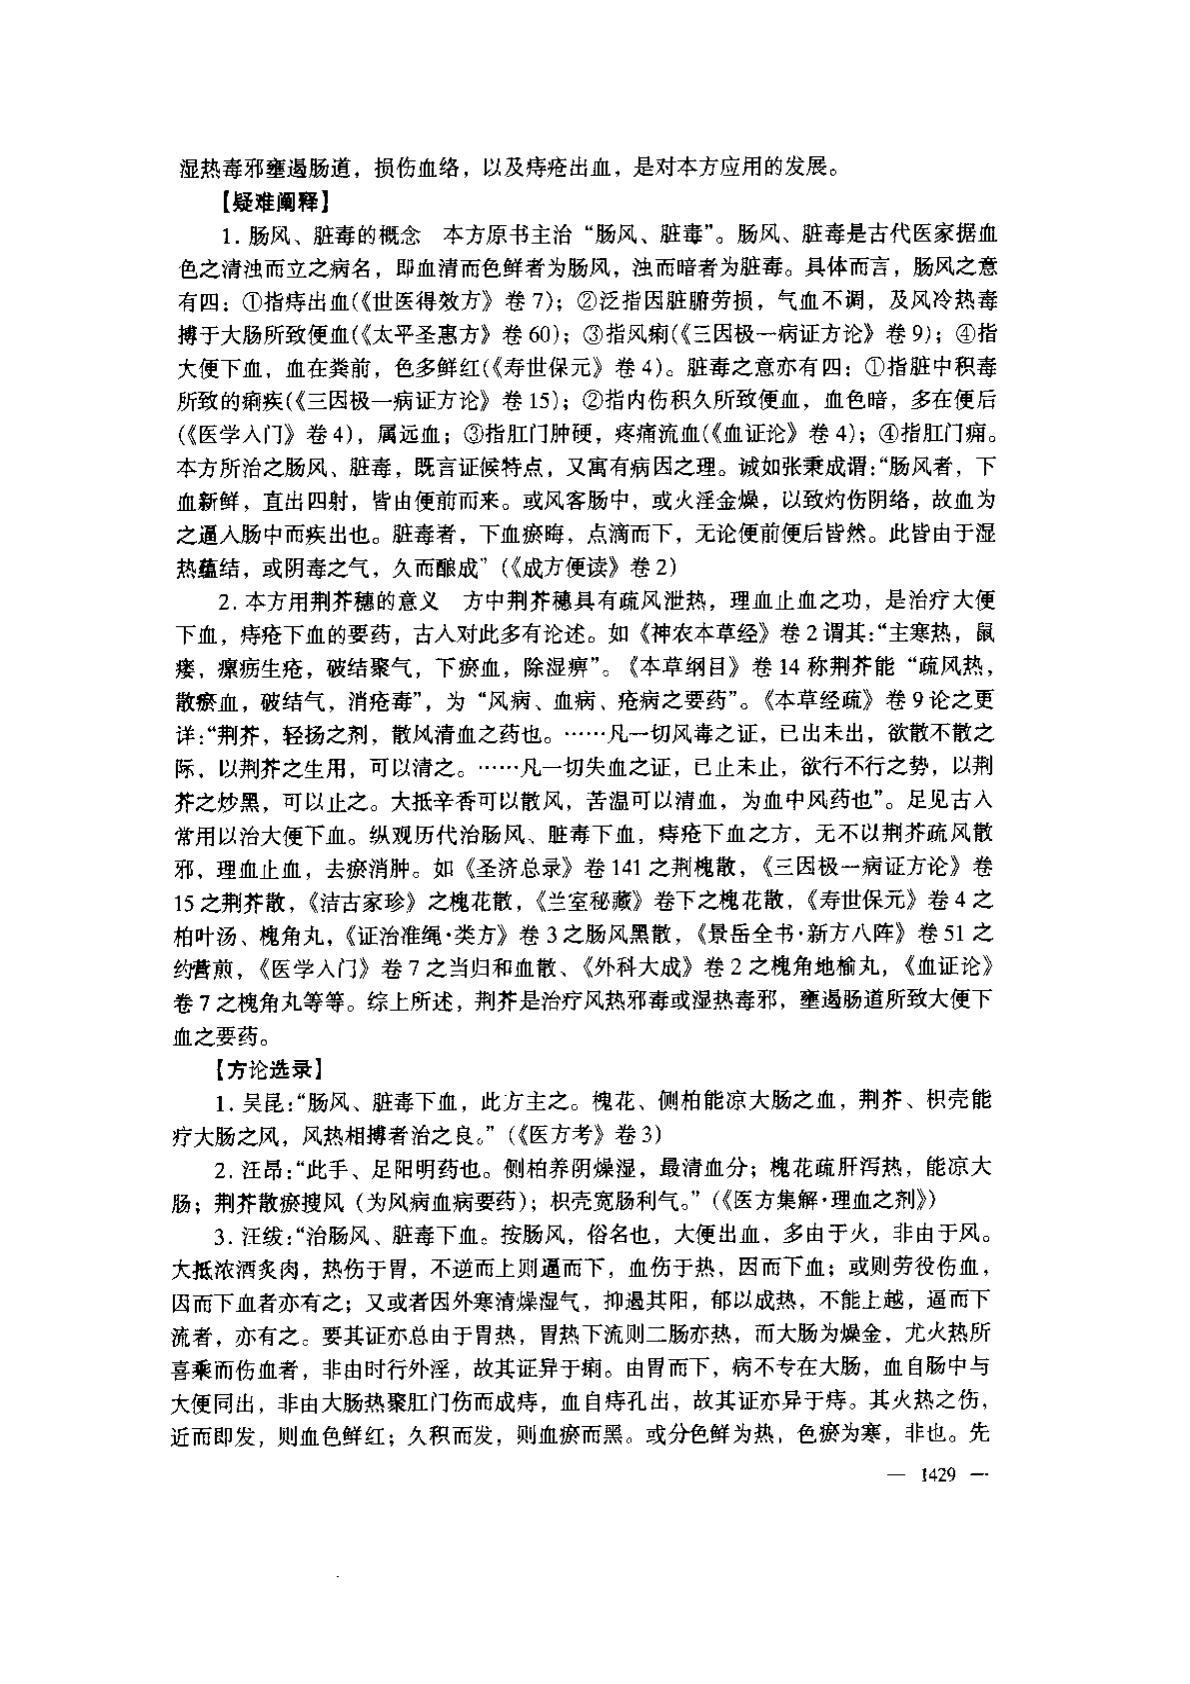 湿热毒邪壅遏肠道，损伤血络，以及痔疮出血，是对本方应用的发展。
【疑难阐释】
1. 肠风、脏毒的概念　本方原书主治“肠风、脏毒”。肠风、脏毒是古代医家据血
色之清浊而立之病名，即血清而色鲜者为肠风，浊而暗者为脏毒。具体而言，肠风之意
有四：①指痔出血(《世医得效方》卷 7)；②泛指因脏腑劳损，气血不调，及风冷热毒
搏于大肠所致便血(《太平圣惠方》卷 60)；③指风痢(《三因极一病证方论》卷 9)；④指
大便下血，血在粪前，色多鲜红(《寿世保元》卷 4)。脏毒之意亦有四：①指脏中积毒
所致的痢疾(《三因极一病证方论》卷 15)；②指内伤积久所致便血，血色暗，多在便后
(《医学入门》卷 4)，属远血；③指肛门肿硬，疼痛流血(《血证论》卷 4)；④指肛门痈。
本方所治之肠风、脏毒，既言证候特点，又寓有病因之理。诚如张秉成谓：“肠风者，下
血新鲜，直出四射，皆由便前而来。或风客肠中，或火淫金燥，以致灼伤阴络，故血为
之逼入肠中而疾出也。脏毒者，下血瘀晦，点滴而下，无论便前便后皆然。此皆由于湿
热蕴结，或阴毒之气，久而酿成”（《成方便读》卷 2）
2. 本方用荆芥穗的意义　方中荆芥穗具有疏风泄热，理血止血之功，是治疗大便
下血，痔疮下血的要药，古人对此多有论述。如《神农本草经》卷 2 谓其：“主寒热，鼠
瘘，瘰疬生疮，破结聚气，下瘀血，除湿痹”。《本草纲目》卷 14 称荆芥能“疏风热，
散瘀血，破结气，消疮毒”，为“风病、血病、疮病之要药”。《本草经疏》卷 9 论之更
详：“荆芥，轻扬之剂，散风清血之药也。……凡一切风毒之证，已出未出，欲散不散之
际，以荆芥之生用，可以清之。……凡一切失血之证，已止未止，欲行不行之势，以荆
芥之炒黑，可以止之。大抵辛香可以散风，苦温可以清血，为血中风药也”。足见古人
常用以治大便下血。纵观历代治肠风、脏毒下血，痔疮下血之方，无不以荆芥疏风散
邪，理血止血，去瘀消肿。如《圣济总录》卷 141 之荆槐散，《三因极一病证方论》卷
15 之荆芥散，《洁古家珍》之槐花散，《兰室秘藏》卷下之槐花散，《寿世保元》卷 4 之
柏叶汤、槐角丸，《证治准绳·类方》卷 3 之肠风黑散，《景岳全书·新方八阵》卷 51 之
约营煎，《医学入门》卷 7 之当归和血散、《外科大成》卷 2 之槐角地榆丸，《血证论》
卷 7 之槐角丸等等。综上所述，荆芥是治疗风热邪毒或湿热毒邪，壅遏肠道所致大便下
血之要药。
【方论选录】
1. 吴昆：“肠风、脏毒下血，此方主之。槐花、侧柏能凉大肠之血，荆芥、枳壳能
疗大肠之风，风热相搏者治之良。”（《医方考》卷 3）
2. 汪昂：“此手、足阳明药也。侧柏养阴燥湿，最清血分；槐花疏肝泻热，能凉大
肠；荆芥散瘀搜风（为风病血病要药）；枳壳宽肠利气。”（《医方集解·理血之剂》）
3. 汪绂：“治肠风、脏毒下血。按肠风，俗名也，大便出血，多由于火，非由于风。
大抵浓酒炙肉，热伤于胃，不逆而上则逼而下，血伤于热，因而下血；或则劳役伤血，
因而下血者亦有之；又或者因外寒清燥湿气，抑遏其阳，郁以成热，不能上越，逼而下
流者，亦有之。要其证亦总由于胃热，胃热下流则二肠亦热，而大肠为燥金，尤火热所
喜乘而伤血者，非由时行外淫，故其证异于痢。由胃而下，病不专在大肠，血自肠中与
大便同出，非由大肠热聚肛门伤而成痔，血自痔孔出，故其证亦异于痔。其火热之伤，
近而即发，则血色鲜红；久积而发，则血瘀而黑。或分色鲜为热，色瘀为寒，非也。先
— 1429 —